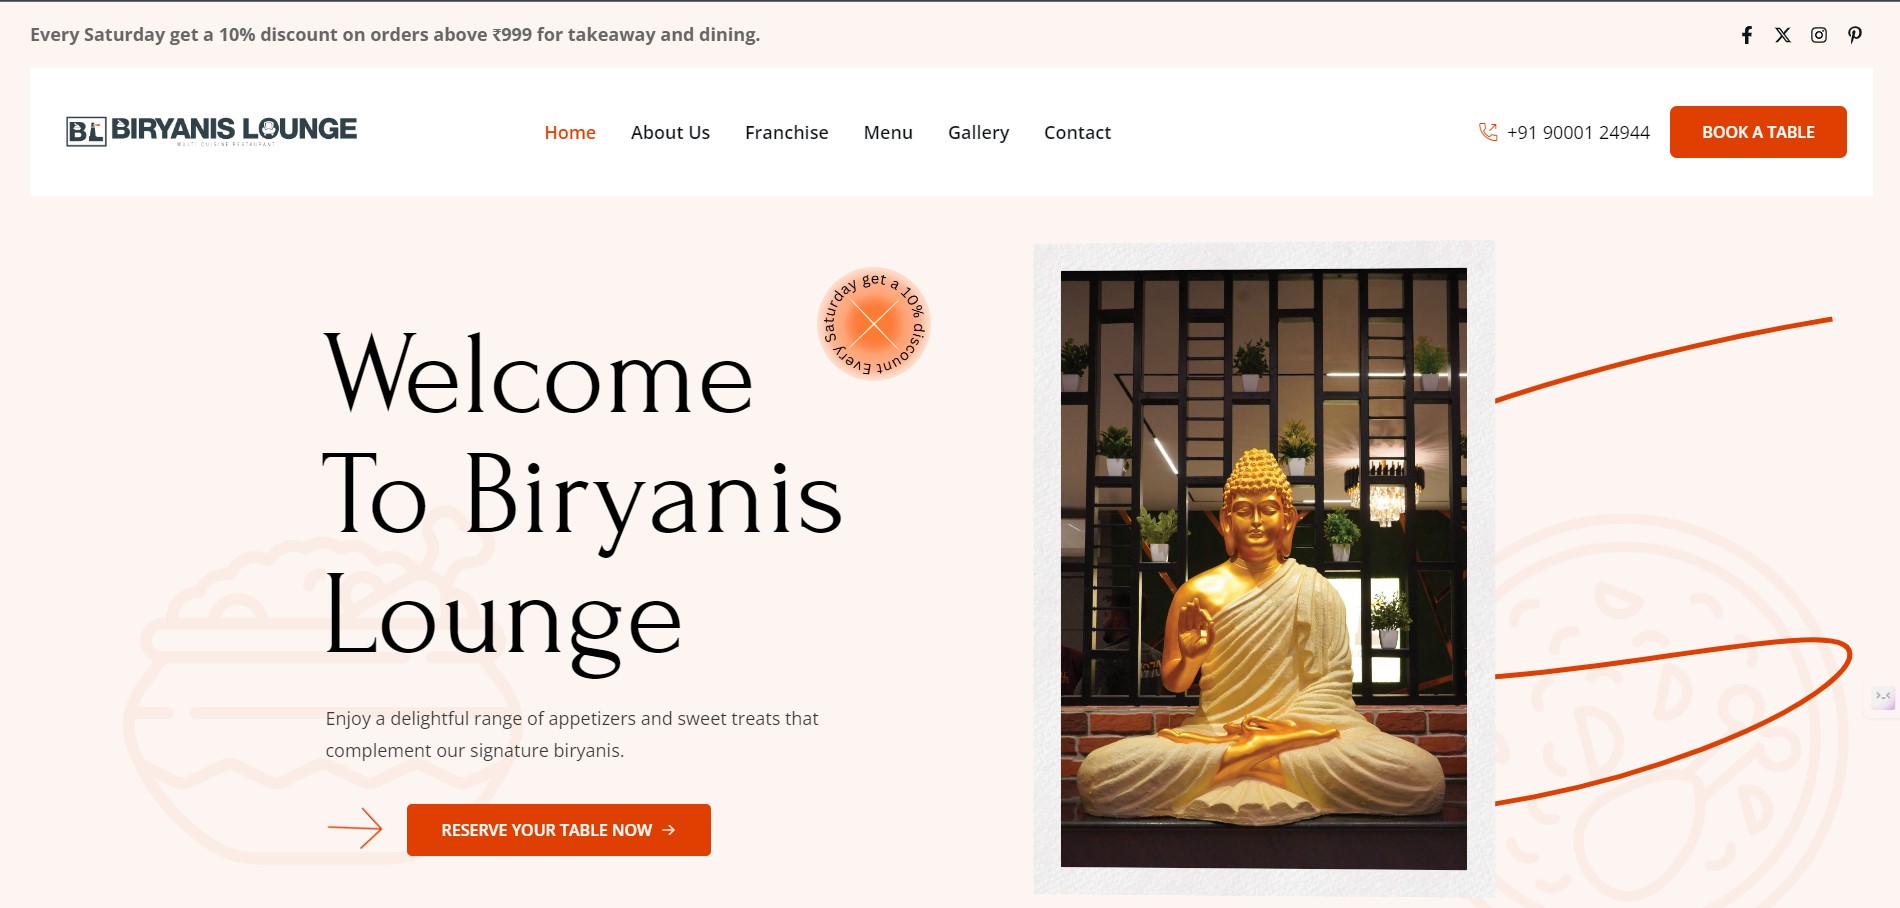 Every Saturday get a 10% discount on orders above ₹999 for takeaway and dining.
BL BIRYANIS LOUNGE
MULTI CUISINE RESTAURANT
Home About Us Franchise Menu Gallery Contact
+91 90001 24944
BOOK A TABLE
Every Saturday get a 10% discount
Welcome
To Biryanis
Lounge
Enjoy a delightful range of appetizers and sweet treats that
complement our signature biryanis.
RESERVE YOUR TABLE NOW →